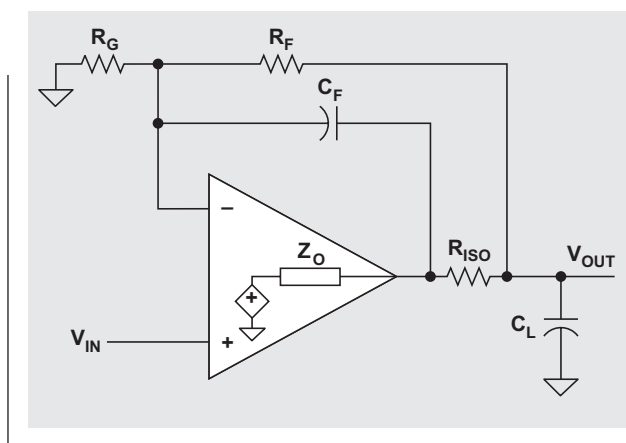 R_G
R_F
C_F
–
Z_O
R_ISO
V_OUT
+
V_IN
+
C_L